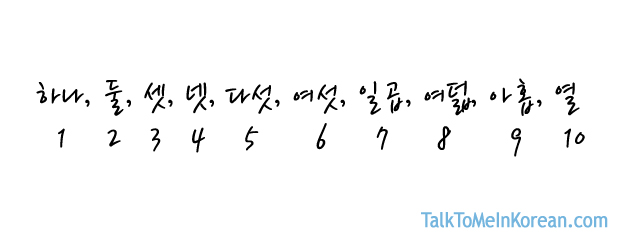 하나, 둘, 셋, 넷, 다섯, 여섯, 일곱, 여덟, 아홉, 열
1 2 3 4 5 6 7 8 9 10
TalkToMeInKorean.com